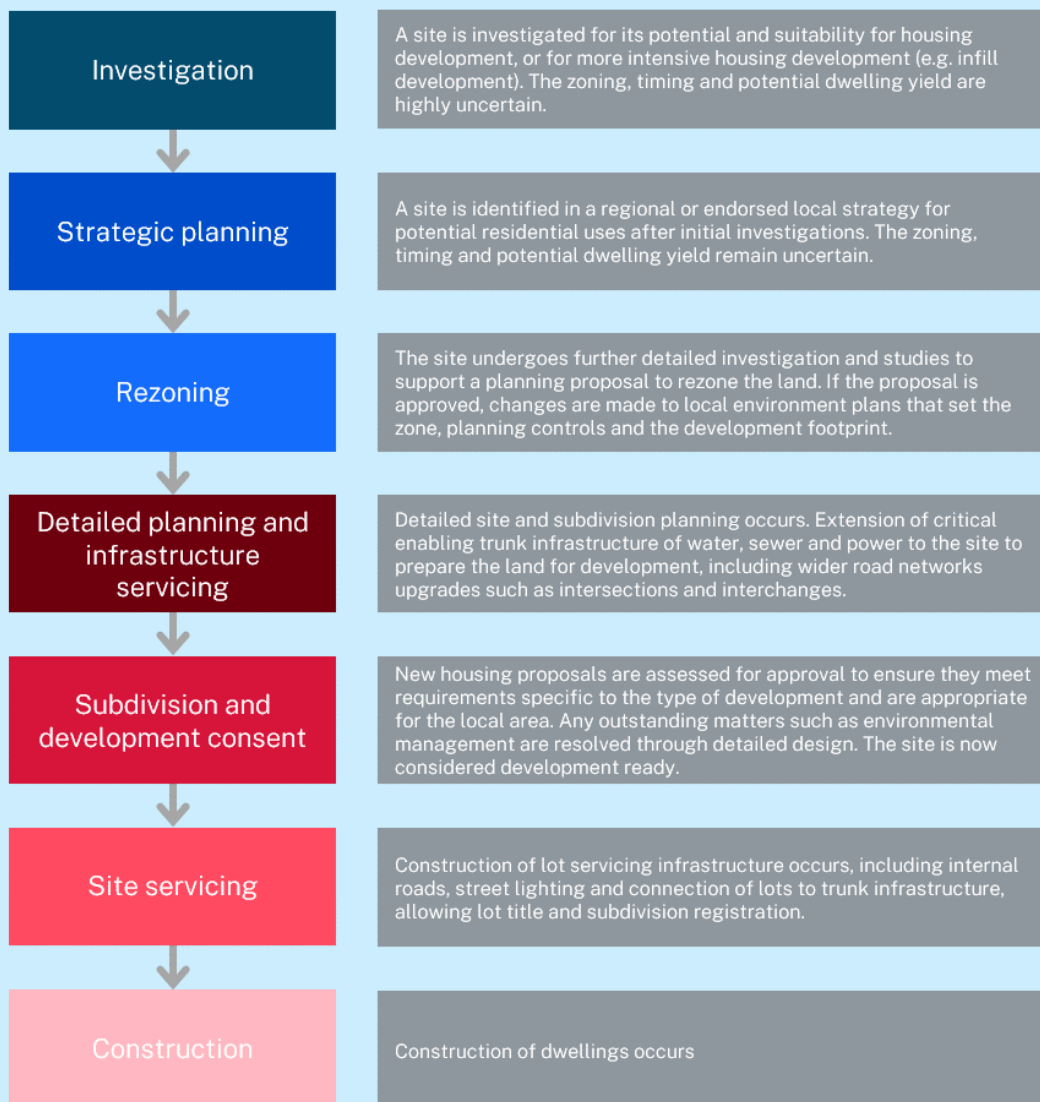 Investigation
A site is investigated for its potential and suitability for housing
development, or for more intensive housing development (e.g. infill
development). The zoning, timing and potential dwelling yield are
highly uncertain.
Strategic planning
A site is identified in a regional or endorsed local strategy for
potential residential uses after initial investigations. The zoning,
timing and potential dwelling yield remain uncertain.
Rezoning
The site undergoes further detailed investigation and studies to
support a planning proposal to rezone the land. If the proposal is
approved, changes are made to local environment plans that set the
zone, planning controls and the development footprint.
Detailed planning and
infrastructure
servicing
Detailed site and subdivision planning occurs. Extension of critical
enabling trunk infrastructure of water, sewer and power to the site to
prepare the land for development, including wider road networks
upgrades such as intersections and interchanges.
Subdivision and
development consent
New housing proposals are assessed for approval to ensure they meet
requirements specific to the type of development and are appropriate
for the local area. Any outstanding matters such as environmental
management are resolved through detailed design. The site is now
considered development ready.
Site servicing
Construction of lot servicing infrastructure occurs, including internal
roads, street lighting and connection of lots to trunk infrastructure,
allowing lot title and subdivision registration.
Construction
Construction of dwellings occurs